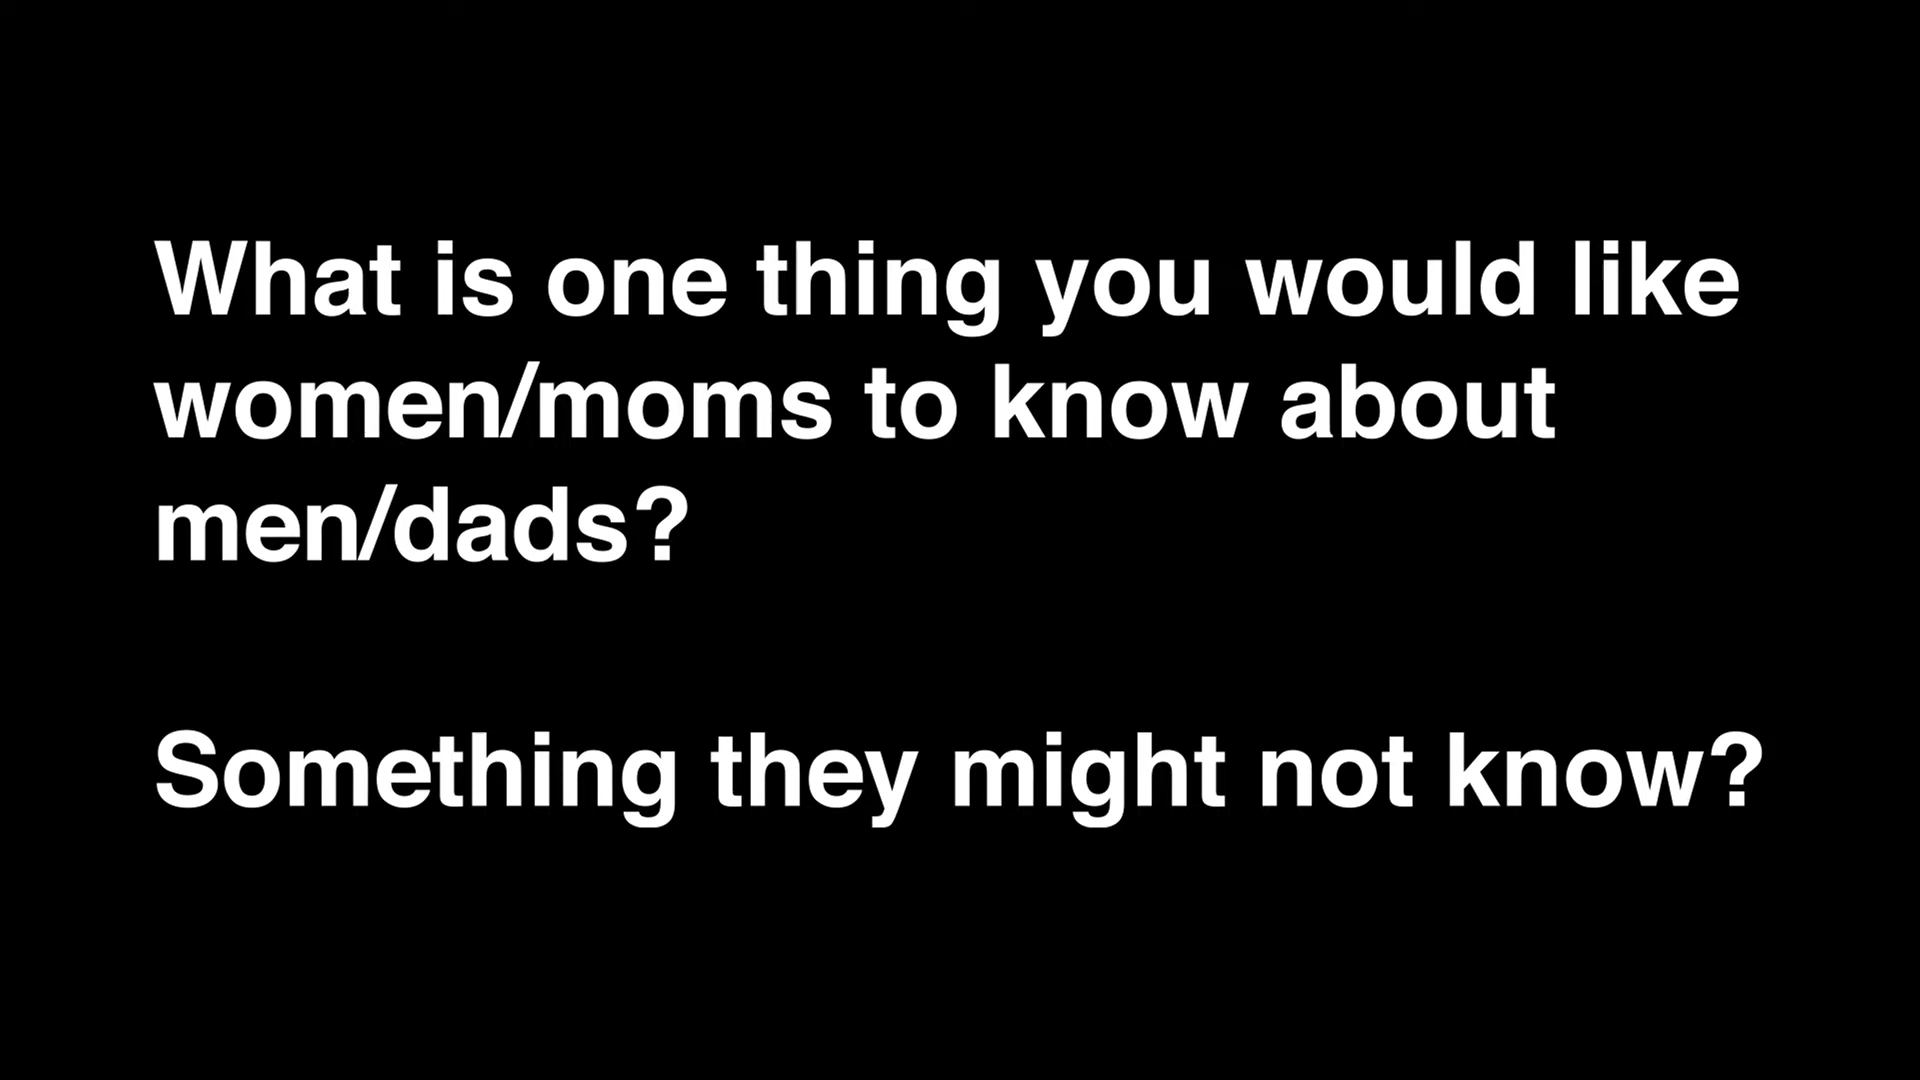 What is one thing you would like
women/moms to know about
men/dads?
Something they might not know?